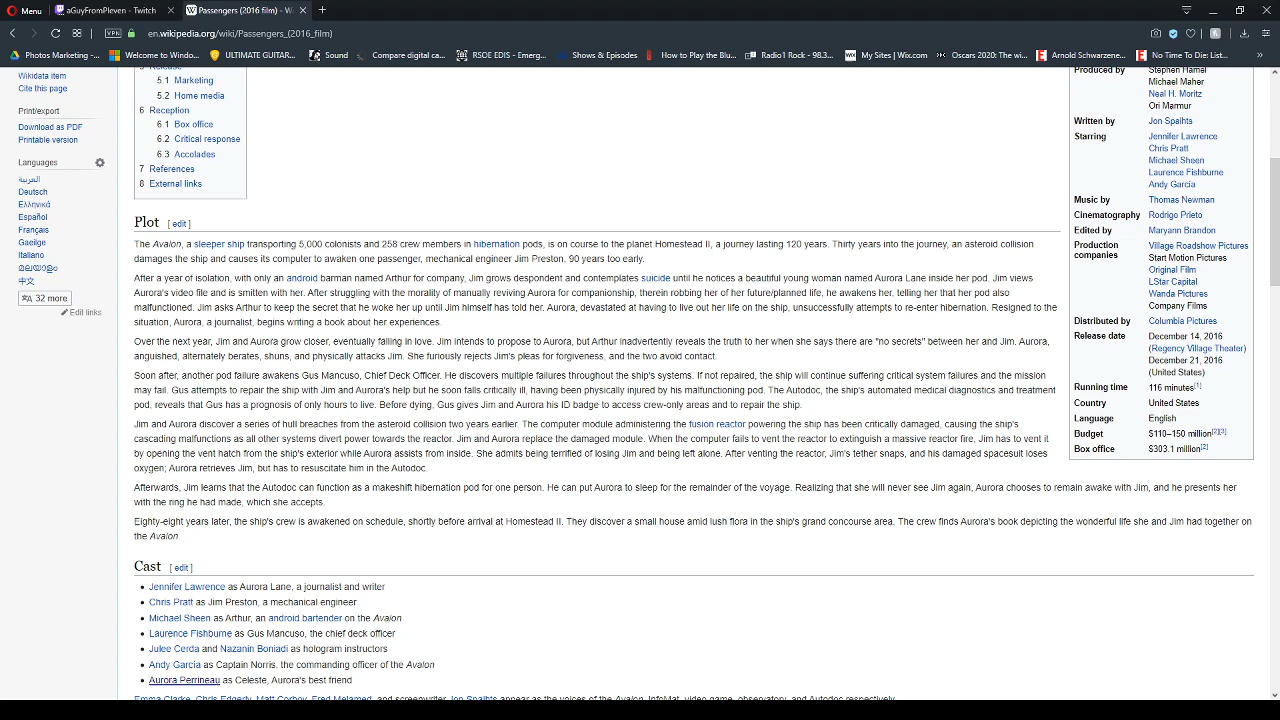 Menu
aGuyFromPleven - Twitch
Passengers (2016 film) - W
VPN
en.wikipedia.org/wiki/Passengers_(2016_film)
Photos Marketing -...
Welcome to Windo...
ULTIMATE GUITAR...
Sound
Compare digital ca...
RSOE EDIS - Emerg...
Shows & Episodes
How to Play the Blu...
Radio1 Rock - 98.3...
My Sites | Wix.com
Oscars 2020: The wi...
Arnold Schwarzene...
No Time To Die: List...
Wikidata item
Cite this page
Print/export
Download as PDF
Printable version
Languages
العربية
Deutsch
Ελληνικά
Español
Français
Gaeilge
Italiano
മലയാളം
中文
32 more
Edit links
5 Release
5.1 Marketing
5.2 Home media
6 Reception
6.1 Box office
6.2 Critical response
6.3 Accolades
7 References
8 External links
Plot [ edit ]
The Avalon, a sleeper ship transporting 5,000 colonists and 258 crew members in hibernation pods, is on course to the planet Homestead II, a journey lasting 120 years. Thirty years into the journey, an asteroid collision
damages the ship and causes its computer to awaken one passenger, mechanical engineer Jim Preston, 90 years too early.
After a year of isolation, with only an android barman named Arthur for company, Jim grows despondent and contemplates suicide until he notices a beautiful young woman named Aurora Lane inside her pod. Jim views
Aurora's video file and is smitten with her. After struggling with the morality of manually reviving Aurora for companionship, therein robbing her of her future/planned life, he awakens her, telling her that her pod also
malfunctioned. Jim asks Arthur to keep the secret that he woke her up until Jim himself has told her. Aurora, devastated at having to live out her life on the ship, unsuccessfully attempts to re-enter hibernation. Resigned to the
situation, Aurora, a journalist, begins writing a book about her experiences.
Over the next year, Jim and Aurora grow closer, eventually falling in love. Jim intends to propose to Aurora, but Arthur inadvertently reveals the truth to her when she says there are "no secrets" between her and Jim. Aurora,
anguished, alternately berates, shuns, and physically attacks Jim. She furiously rejects Jim's pleas for forgiveness, and the two avoid contact.
Soon after, another pod failure awakens Gus Mancuso, Chief Deck Officer. He discovers multiple failures throughout the ship's systems. If not repaired, the ship will continue suffering critical system failures and the mission
may fail. Gus attempts to repair the ship with Jim and Aurora's help but he soon falls critically ill, having been physically injured by his malfunctioning pod. The Autodoc, the ship's automated medical diagnostics and treatment
pod, reveals that Gus has a prognosis of only hours to live. Before dying, Gus gives Jim and Aurora his ID badge to access crew-only areas and to repair the ship.
Jim and Aurora discover a series of hull breaches from the asteroid collision two years earlier. The computer module administering the fusion reactor powering the ship has been critically damaged, causing the ship's
cascading malfunctions as all other systems divert power towards the reactor. Jim and Aurora replace the damaged module. When the computer fails to vent the reactor to extinguish a massive reactor fire, Jim has to vent it
by opening the vent hatch from the ship's exterior while Aurora assists from inside. She admits being terrified of losing Jim and being left alone. After venting the reactor, Jim's tether snaps, and his damaged spacesuit loses
oxygen; Aurora retrieves Jim, but has to resuscitate him in the Autodoc.
Afterwards, Jim learns that the Autodoc can function as a makeshift hibernation pod for one person. He can put Aurora to sleep for the remainder of the voyage. Realizing that she will never see Jim again, Aurora chooses to remain awake with Jim, and he presents her
with the ring he had made, which she accepts.
Eighty-eight years later, the ship's crew is awakened on schedule, shortly before arrival at Homestead II. They discover a small house amid lush flora in the ship's grand concourse area. The crew finds Aurora's book depicting the wonderful life she and Jim had together on
the Avalon.
Cast [ edit ]
• Jennifer Lawrence as Aurora Lane, a journalist and writer
• Chris Pratt as Jim Preston, a mechanical engineer
• Michael Sheen as Arthur, an android bartender on the Avalon
• Laurence Fishburne as Gus Mancuso, the chief deck officer
• Julee Cerda and Nazanin Boniadi as hologram instructors
• Andy García as Captain Norris, the commanding officer of the Avalon
• Aurora Perrineau as Celeste, Aurora's best friend
Emma Clarke, Chris Edgerly, Matt Corboy, Fred Melamed, and screenwriter Jon Spaihts appear as the voices of the Avalon, InfoMat, video game, observatory, and Autodoc respectively.
Produced by Stephen Hamel
Michael Maher
Neal H. Moritz
Ori Marmur
Written by Jon Spaihts
Starring Jennifer Lawrence
Chris Pratt
Michael Sheen
Laurence Fishburne
Andy García
Music by Thomas Newman
Cinematography Rodrigo Prieto
Edited by Maryann Brandon
Production Village Roadshow Pictures
companies Start Motion Pictures
Original Film
LStar Capital
Wanda Pictures
Company Films
Distributed by Columbia Pictures
Release date December 14, 2016
(Regency Village Theater)
December 21, 2016
(United States)
Running time 116 minutes[1]
Country United States
Language English
Budget $110–150 million[2][3]
Box office $303.1 million[2]